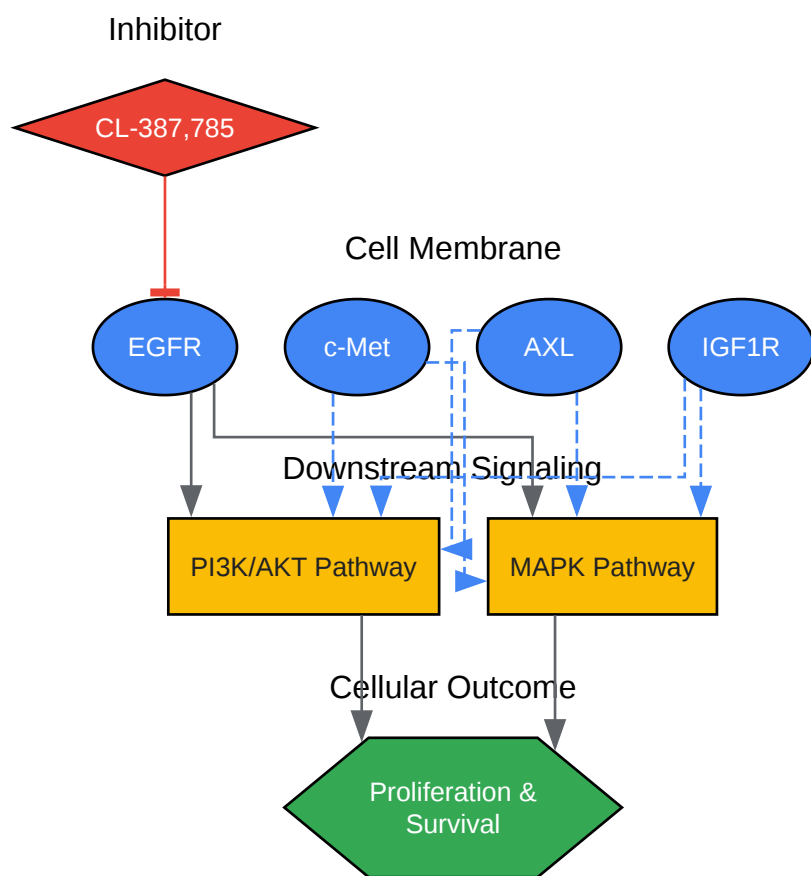 Inhibitor
CL-387,785
Cell Membrane
EGFR
c-Met
AXL
IGF1R
Downstream Signaling
PI3K/AKT Pathway
MAPK Pathway
Cellular Outcome
Proliferation &
Survival